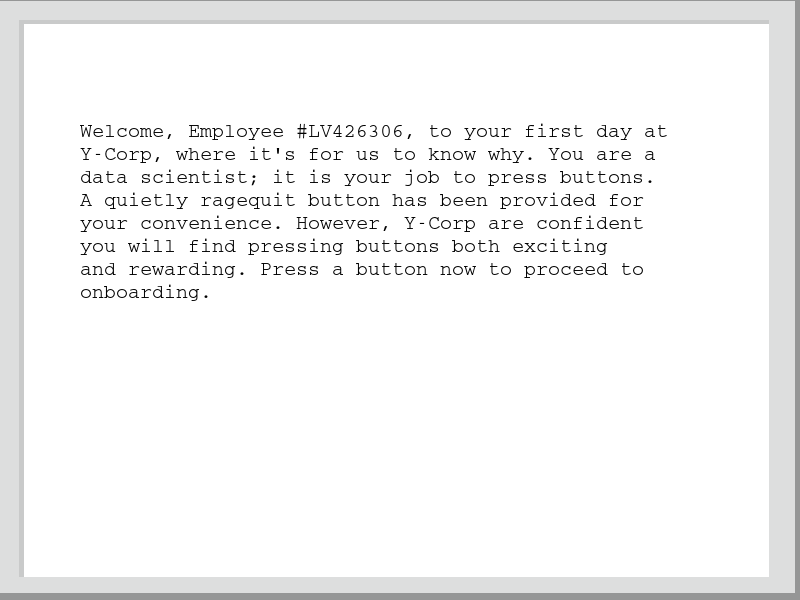 Welcome, Employee #LV426306, to your first day at
Y-Corp, where it's for us to know why. You are a
data scientist; it is your job to press buttons.
A quietly ragequit button has been provided for
your convenience. However, Y-Corp are confident
you will find pressing buttons both exciting
and rewarding. Press a button now to proceed to
onboarding.